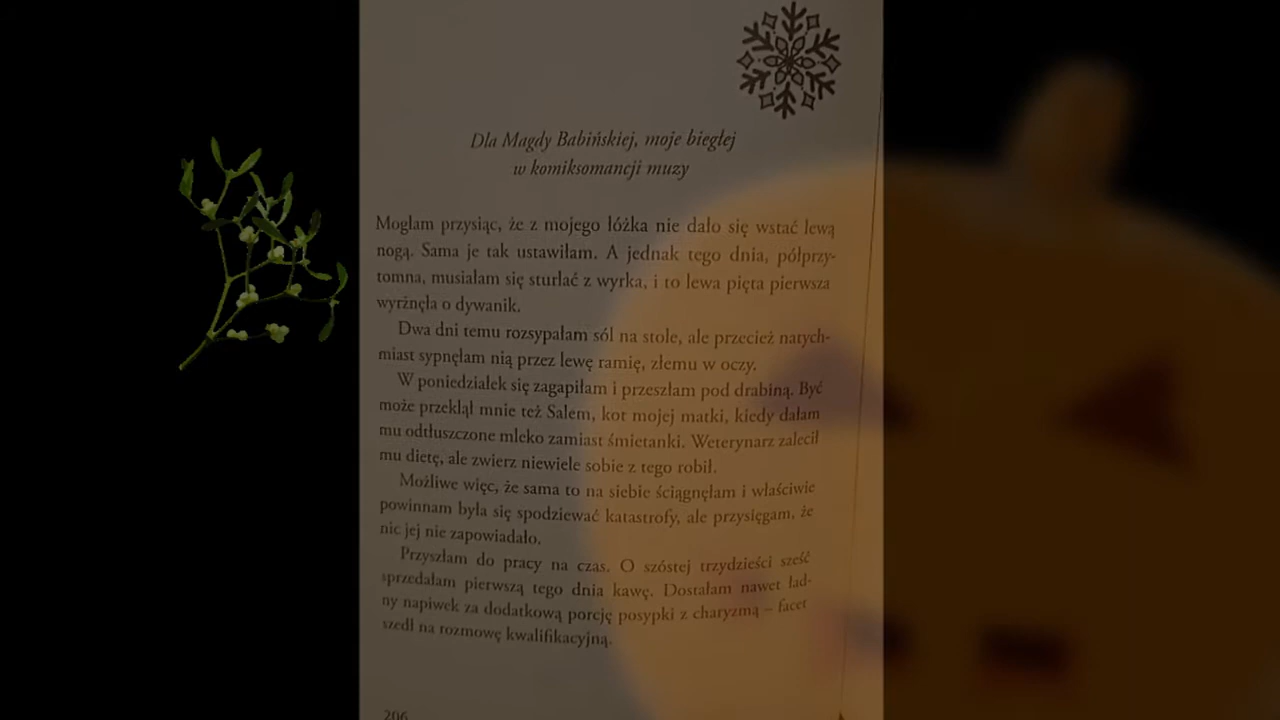 Dla Magdy Babińskiej, moje biegłej
w komiksomancji muzy
Mogłam przysiąc, że z mojego łóżka nie dało się wstać lewą
nogą. Sama je tak ustawiłam. A jednak tego dnia, półprzy-
tomna, musiałam się sturlać z wyrka, i to lewa pięta pierwsza
wyrżnęła o dywanik.
Dwa dni temu rozsypałam sól na stole, ale przecież natych-
miast sypnęłam nią przez lewę ramię, złemu w oczy.
W poniedziałek się zagapiłam i przeszłam pod drabiną. Być
może przeklął mnie też Salem, kot mojej matki, kiedy dałam
mu odtłuszczone mleko zamiast śmietanki. Weterynarz zalecił
mu dietę, ale zwierz niewiele sobie z tego robił.
Możliwe więc, że sama to na siebie ściągnęłam i właściwie
powinnam była się spodziewać katastrofy, ale przysięgam, że
nic jej nie zapowiadało.
Przyszłam do pracy na czas. O szóstej trzydzieści sześć
sprzedałam pierwszą tego dnia kawę. Dostałam nawet ład-
ny napiwek za dodatkową porcję posypki z charyzmą – facet
szedł na rozmowę kwalifikacyjną.
206